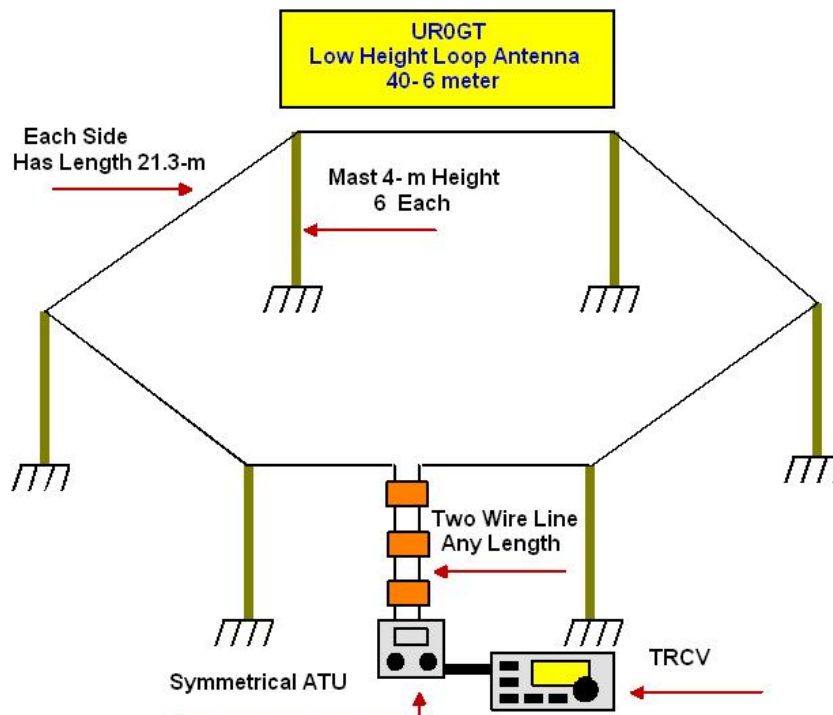 UR0GT
Low Height Loop Antenna
40-6 meter
Each Side
Has Length 21.3-m
Mast 4-m Height
6 Each
Two Wire Line
Any Length
Symmetrical ATU
TRCV